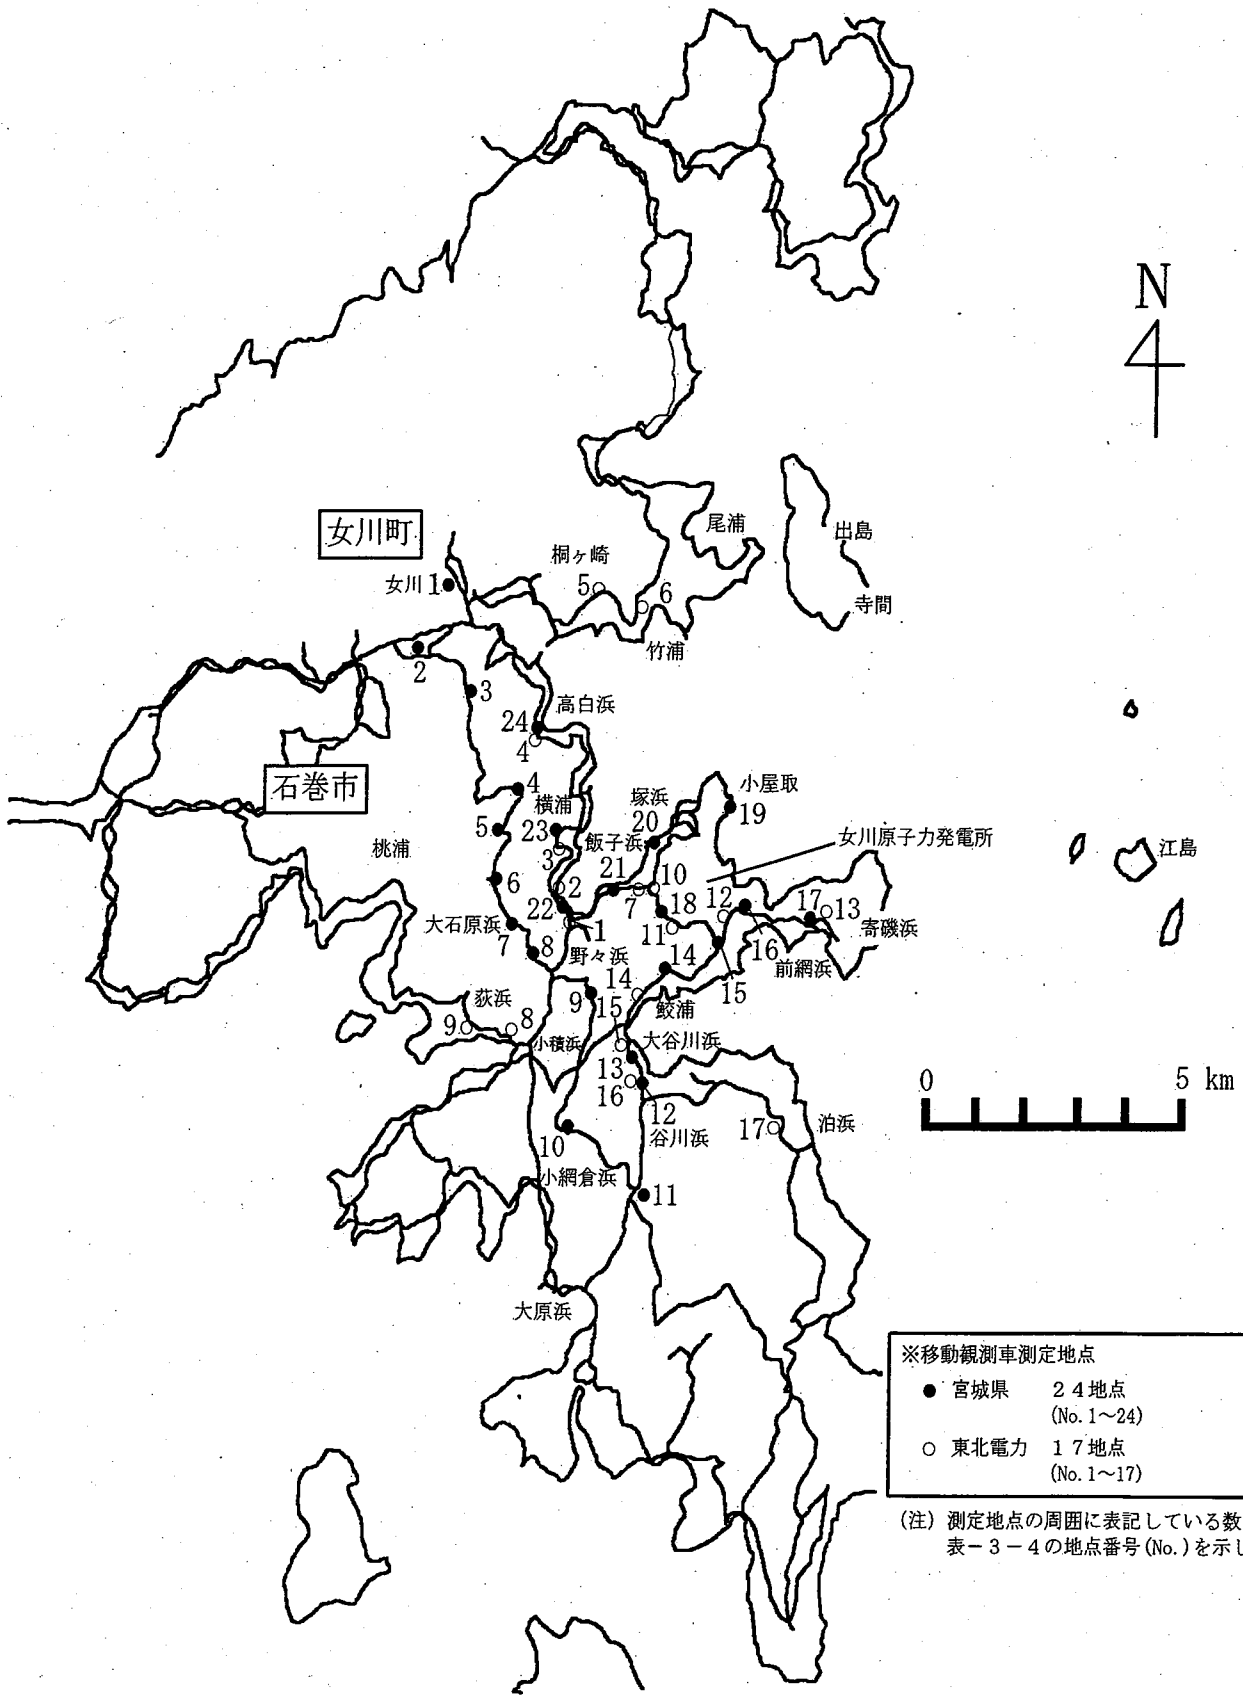 N
女川町
尾浦
出島
桐ヶ崎
女川 1
5
6
寺間
竹浦
2
3
高白浜
24
4
石巻市
4
横浦
塚浜
小屋取
19
5
23
飯子浜
20
女川原子力発電所
桃浦
3
江島
6
21
2
7
10
12
17
13
22
18
大石原浜
1
11
16
寄磯浜
7
8
野々浜
14
前網浜
15
9
14
鮫浦
荻浜
15
9
8
小積浜
大谷川浜
13
16
0
5 km
12
10
谷川浜
17
泊浜
小網倉浜
11
大原浜
※移動観測車測定地点
● 宮城県 24地点
(No. 1～24)
○ 東北電力 17地点
(No. 1～17)
(注) 測定地点の周囲に表記している数
表－3－4の地点番号(No.)を示し